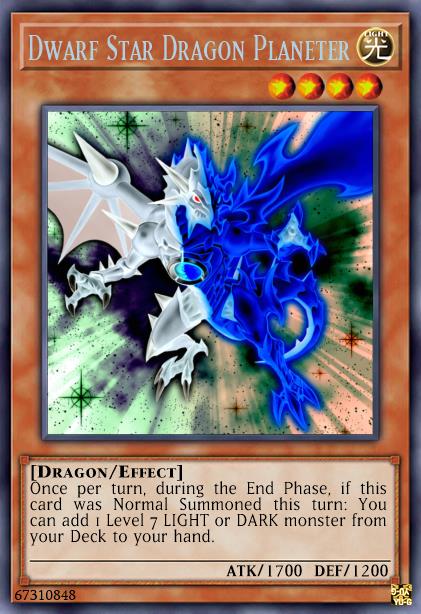 DWARF STAR DRAGON PLANETER
LIGHT
光
[DRAGON/EFFECT]
Once per turn, during the End Phase, if this
card was Normal Summoned this turn: You
can add 1 Level 7 LIGHT or DARK monster from
your Deck to your hand.
ATK/1700 DEF/1200
67310848